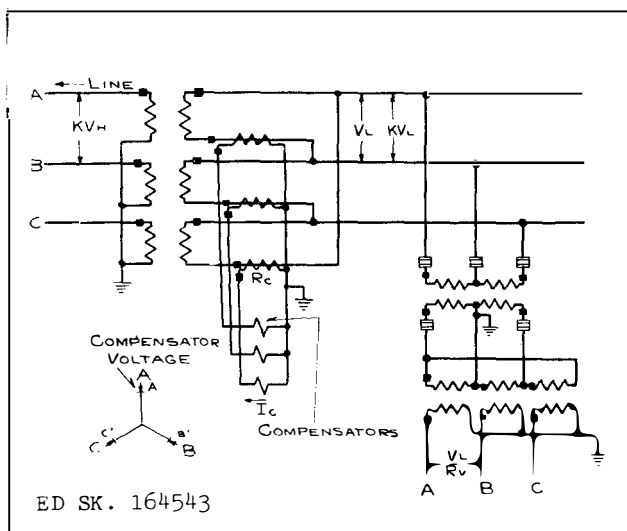 A
LINE
KVH
VL
KVL
B
C
RC
COMPENSATOR
VOLTAGE
A
A
IC
COMPENSATORS
C'
C
B'
B
VL
RV
A B C
ED SK. 164543